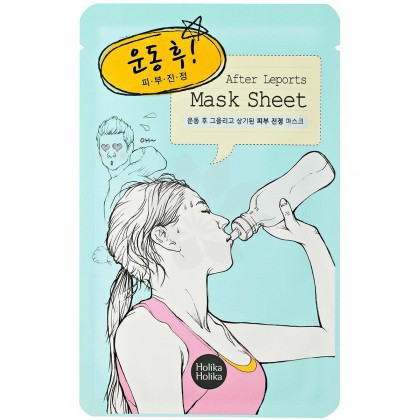 운동 후!
피·부·진·정
After Leports
Mask Sheet
운동 후 그을리고 상기된 피부 진정 마스크
OH~
Holika
Holika